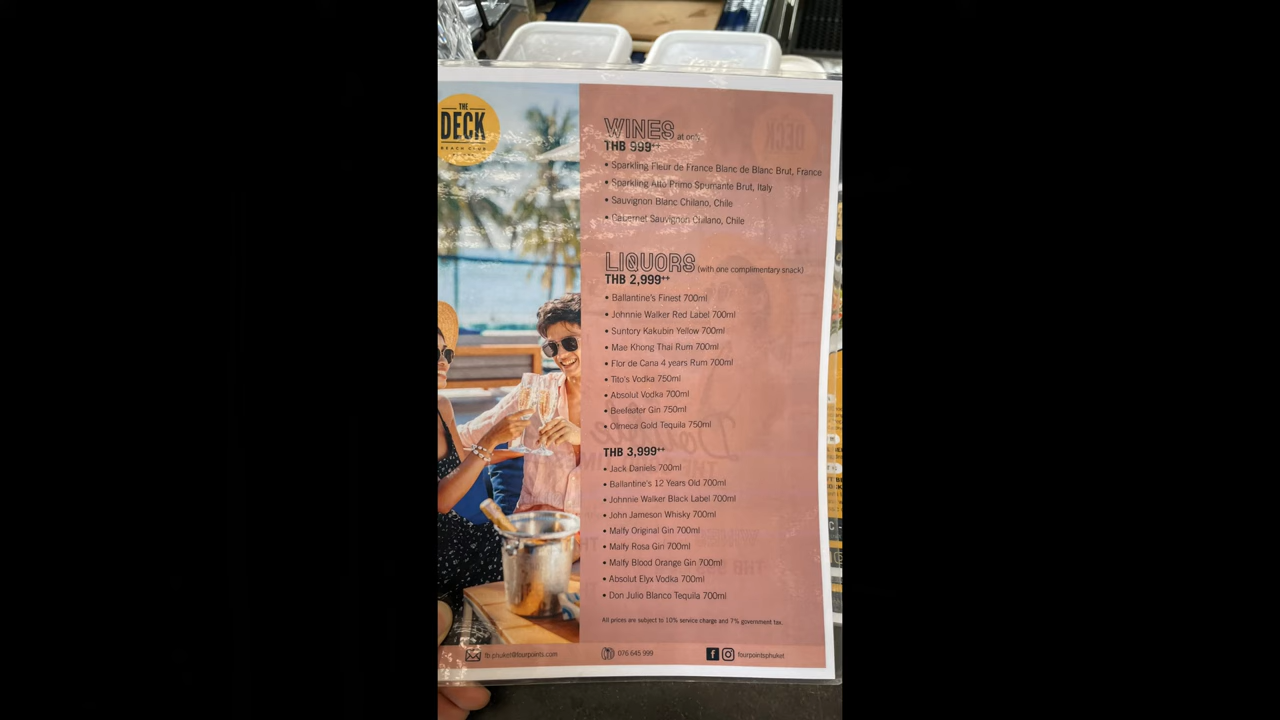 THE
DECK
BEACH CLUB
WINES at only
THB 999++
• Sparkling Fleur de France Blanc de Blanc Brut, France
• Sparkling Alto Primo Spumante Brut, Italy
• Sauvignon Blanc Chilano, Chile
• Cabernet Sauvignon Chilano, Chile
LIQUORS (with one complimentary snack)
THB 2,999++
• Ballantine's Finest 700ml
• Johnnie Walker Red Label 700ml
• Suntory Kakubin Yellow 700ml
• Mae Khong Thai Rum 700ml
• Flor de Cana 4 years Rum 700ml
• Tito's Vodka 750ml
• Absolut Vodka 700ml
• Beefeater Gin 750ml
• Olmeca Gold Tequila 750ml
THB 3,999++
• Jack Daniels 700ml
• Ballantine's 12 Years Old 700ml
• Johnnie Walker Black Label 700ml
• John Jameson Whisky 700ml
• Malfy Original Gin 700ml
• Malfy Rosa Gin 700ml
• Malfy Blood Orange Gin 700ml
• Absolut Elyx Vodka 700ml
• Don Julio Blanco Tequila 700ml
All prices are subject to 10% service charge and 7% government tax.
fb.phuket@fourpoints.com
076 645 999
fourpointsphuket